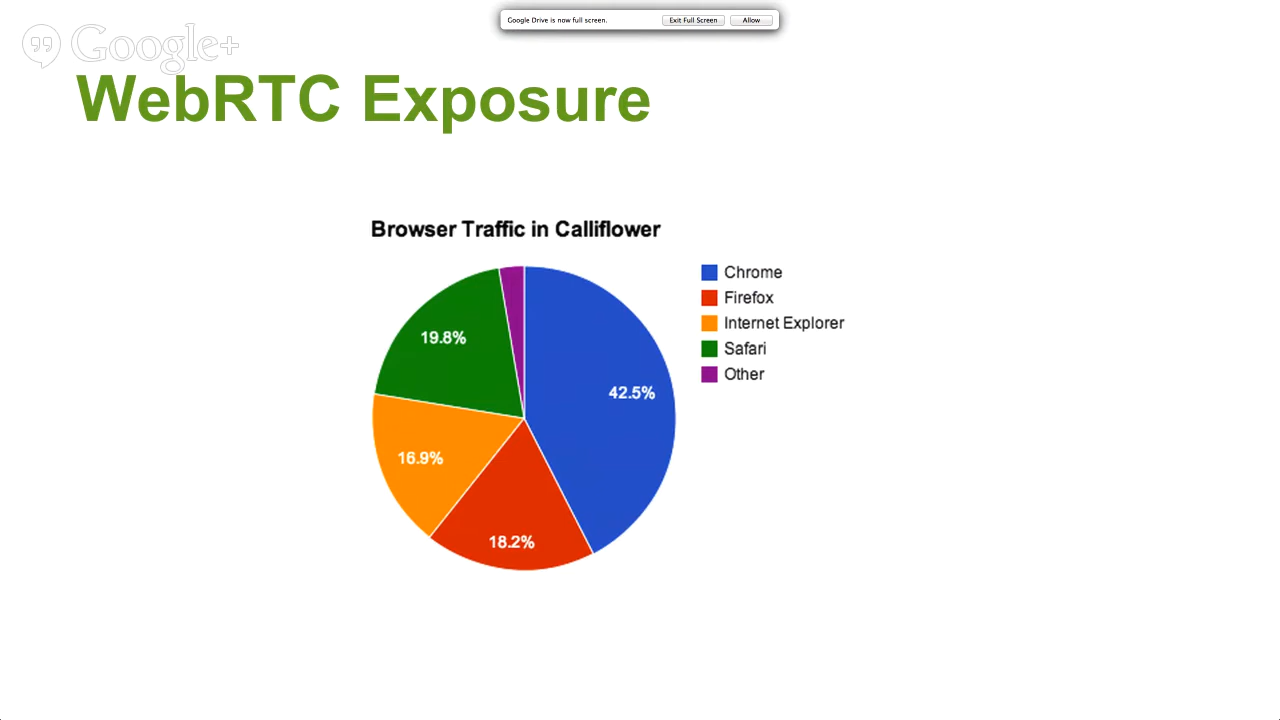 Google Drive is now full screen.
Exit Full Screen
Allow
Google+
WebRTC Exposure
Browser Traffic in Calliflower
Chrome
Firefox
Internet Explorer
Safari
Other
19.8%
42.5%
16.9%
18.2%